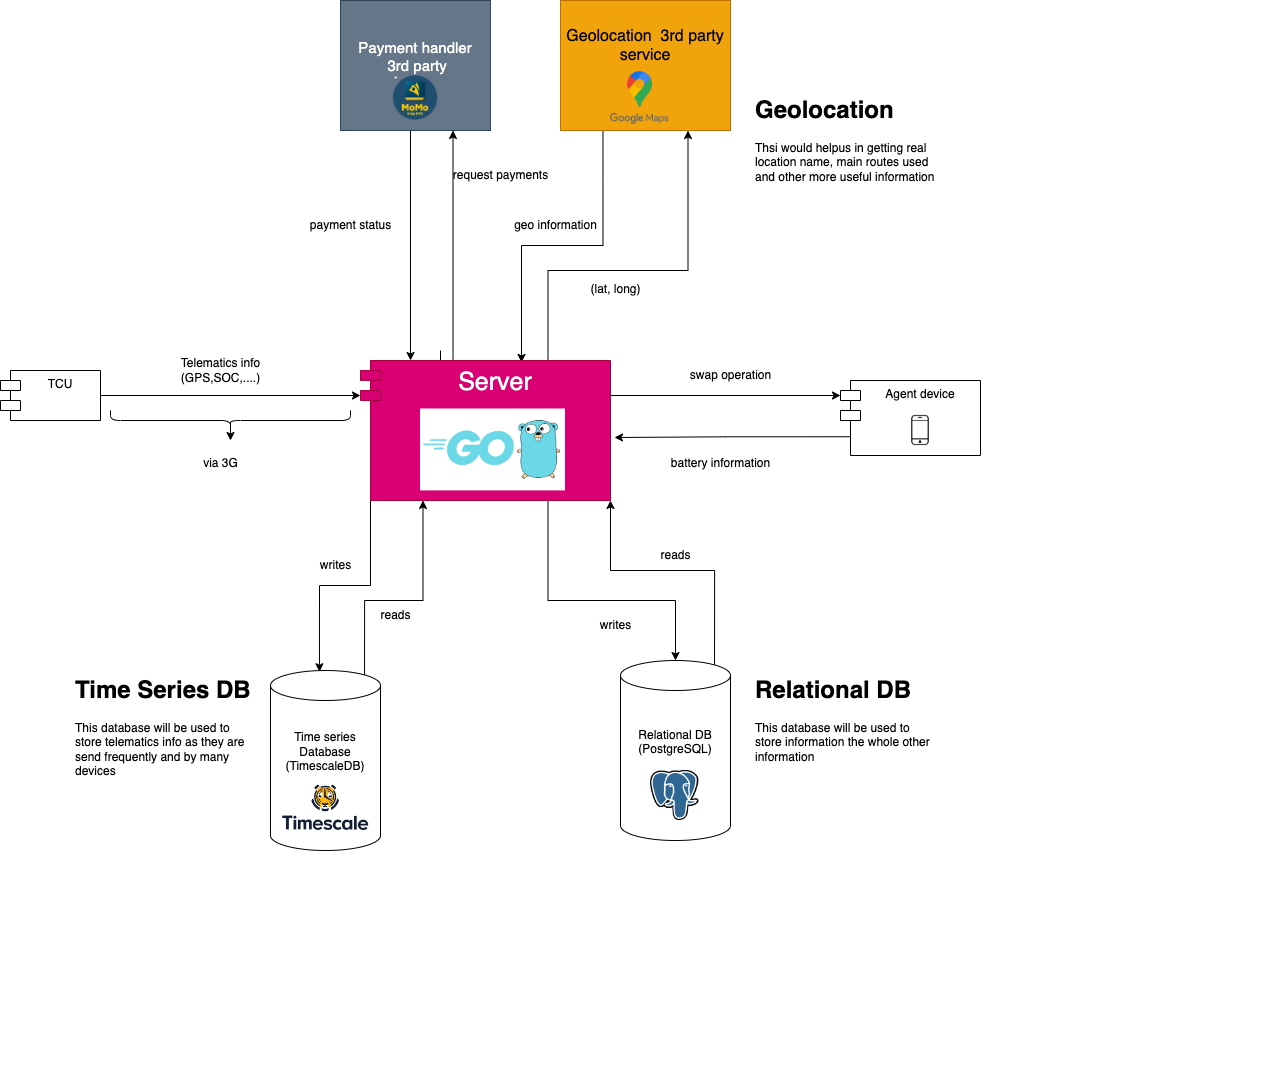 Payment handler
3rd party
MoMo
Geolocation 3rd party
service
Google Maps
Geolocation
Thsi would helpus in getting real
location name, main routes used
and other more useful information
request payments
payment status
geo information
(lat, long)
Telematics info
(GPS,SOC,....)
TCU
via 3G
Server
GO
swap operation
Agent device
battery information
writes
reads
reads
writes
Time Series DB
This database will be used to
store telematics info as they are
send frequently and by many
devices
Time series
Database
(TimescaleDB)
Timescale
Relational DB
(PostgreSQL)
Relational DB
This database will be used to
store information the whole other
information